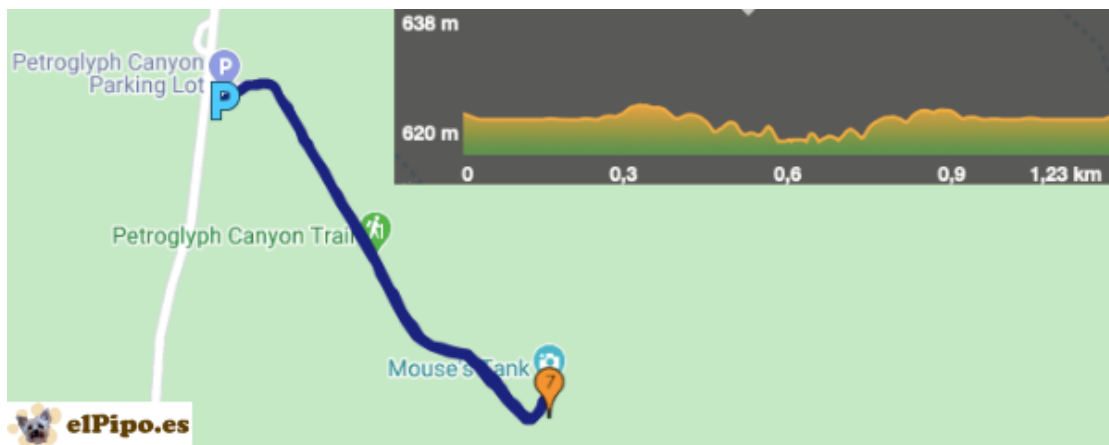 638 m
620 m
0 0,3 0,6 0,9 1,23 km
Petroglyph Canyon
Parking Lot
P
P
Petroglyph Canyon Trail
Mouse's Tank
7
elPipo.es